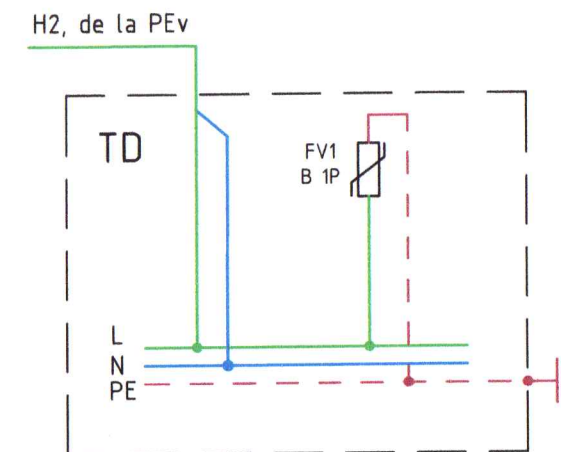 H2, de la PEv
TD
FV1
B 1P
L
N
PE